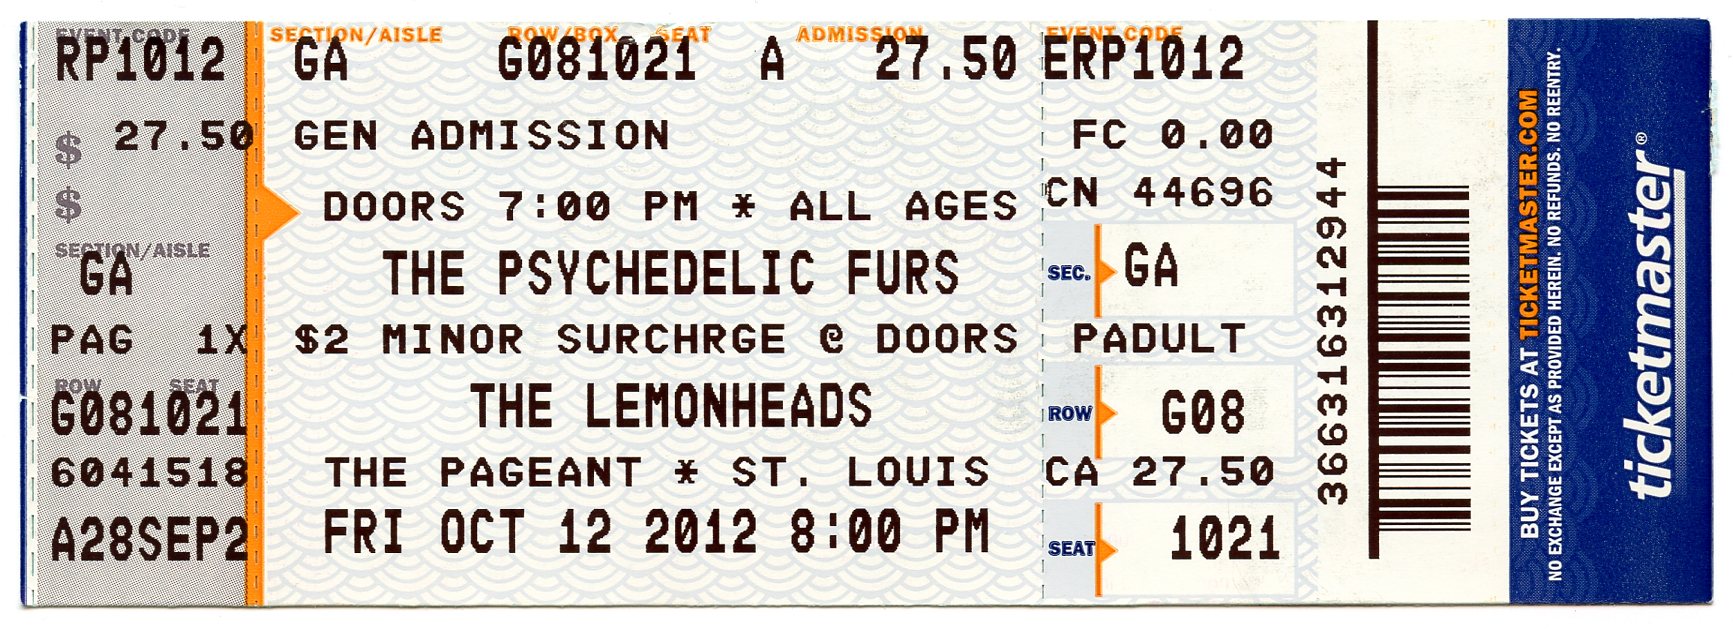 EVENT CODE
RP1012
$ 27.50
$
SECTION/AISLE
GA
PAG 1X
ROW SEAT
G081021
6041518
A28SEP2
SECTION/AISLE ROW/BOX SEAT ADMISSION
GA G081021 A 27.50
GEN ADMISSION
DOORS 7:00 PM * ALL AGES
THE PSYCHEDELIC FURS
$2 MINOR SURCHRGE @ DOORS
THE LEMONHEADS
THE PAGEANT * ST. LOUIS
FRI OCT 12 2012 8:00 PM
EVENT CODE
ERP1012
FC 0.00
CN 44696
SEC. GA
PADULT
ROW G08
CA 27.50
SEAT 1021
366316312944
BUY TICKETS AT TICKETMASTER.COM
NO EXCHANGE EXCEPT AS PROVIDED HEREIN. NO REFUNDS. NO REENTRY.
ticketmaster®